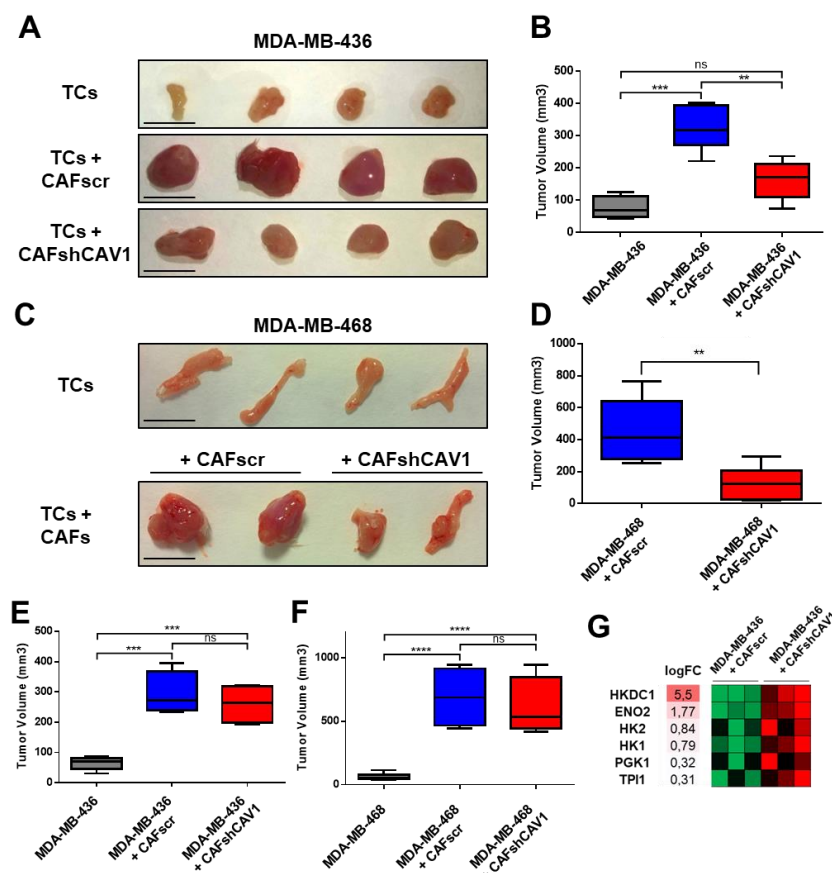 A
MDA-MB-436
TCs
TCs +
CAFscr
TCs +
CAFshCAV1
B
Tumor Volume (mm3)
500
400
300
200
100
0
ns
***
**
MDA-MB-436
MDA-MB-436
+ CAFscr
MDA-MB-436
+ CAFshCAV1
C
MDA-MB-468
TCs
+ CAFscr
+ CAFshCAV1
TCs +
CAFs
D
Tumor Volume (mm3)
1000
800
600
400
200
0
**
MDA-MB-468
+ CAFscr
MDA-MB-468
+ CAFshCAV1
E
Tumor Volume (mm3)
500
400
300
200
100
0
***
***
ns
MDA-MB-436
MDA-MB-436
+ CAFscr
MDA-MB-436
+ CAFshCAV1
F
Tumor Volume (mm3)
1000
500
0
****
****
ns
MDA-MB-468
MDA-MB-468
+ CAFscr
MDA-MB-468
CAFshCAV1
G
logFC
MDA-MB-436
+ CAFscr
MDA-MB-436
+ CAFshCAV1
HKDC1 5,5
ENO2 1,77
HK2 0,84
HK1 0,79
PGK1 0,32
TPI1 0,31